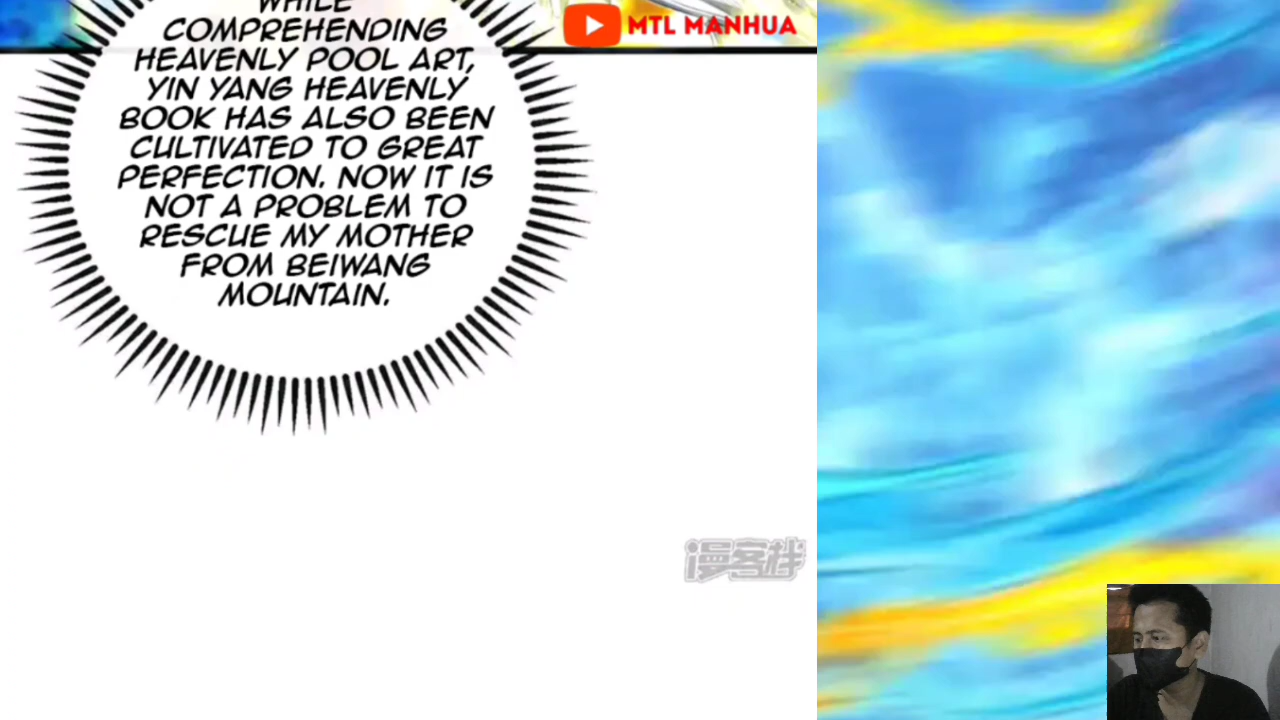 WHILE
COMPREHENDING
HEAVENLY POOL ART,
YIN YANG HEAVENLY
BOOK HAS ALSO BEEN
CULTIVATED TO GREAT
PERFECTION. NOW IT IS
NOT A PROBLEM TO
RESCUE MY MOTHER
FROM BEIWANG
MOUNTAIN.
MTL MANHUA
漫客栈